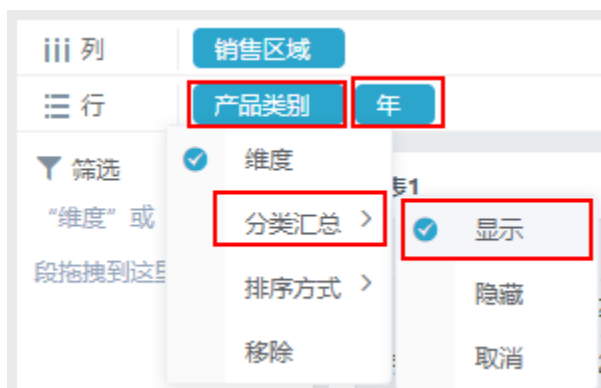 列 销售区域
行 产品类别 年
筛选
“维度”或
段拖拽到这里
维度
分类汇总
排序方式
移除
表1
显示
隐藏
取消